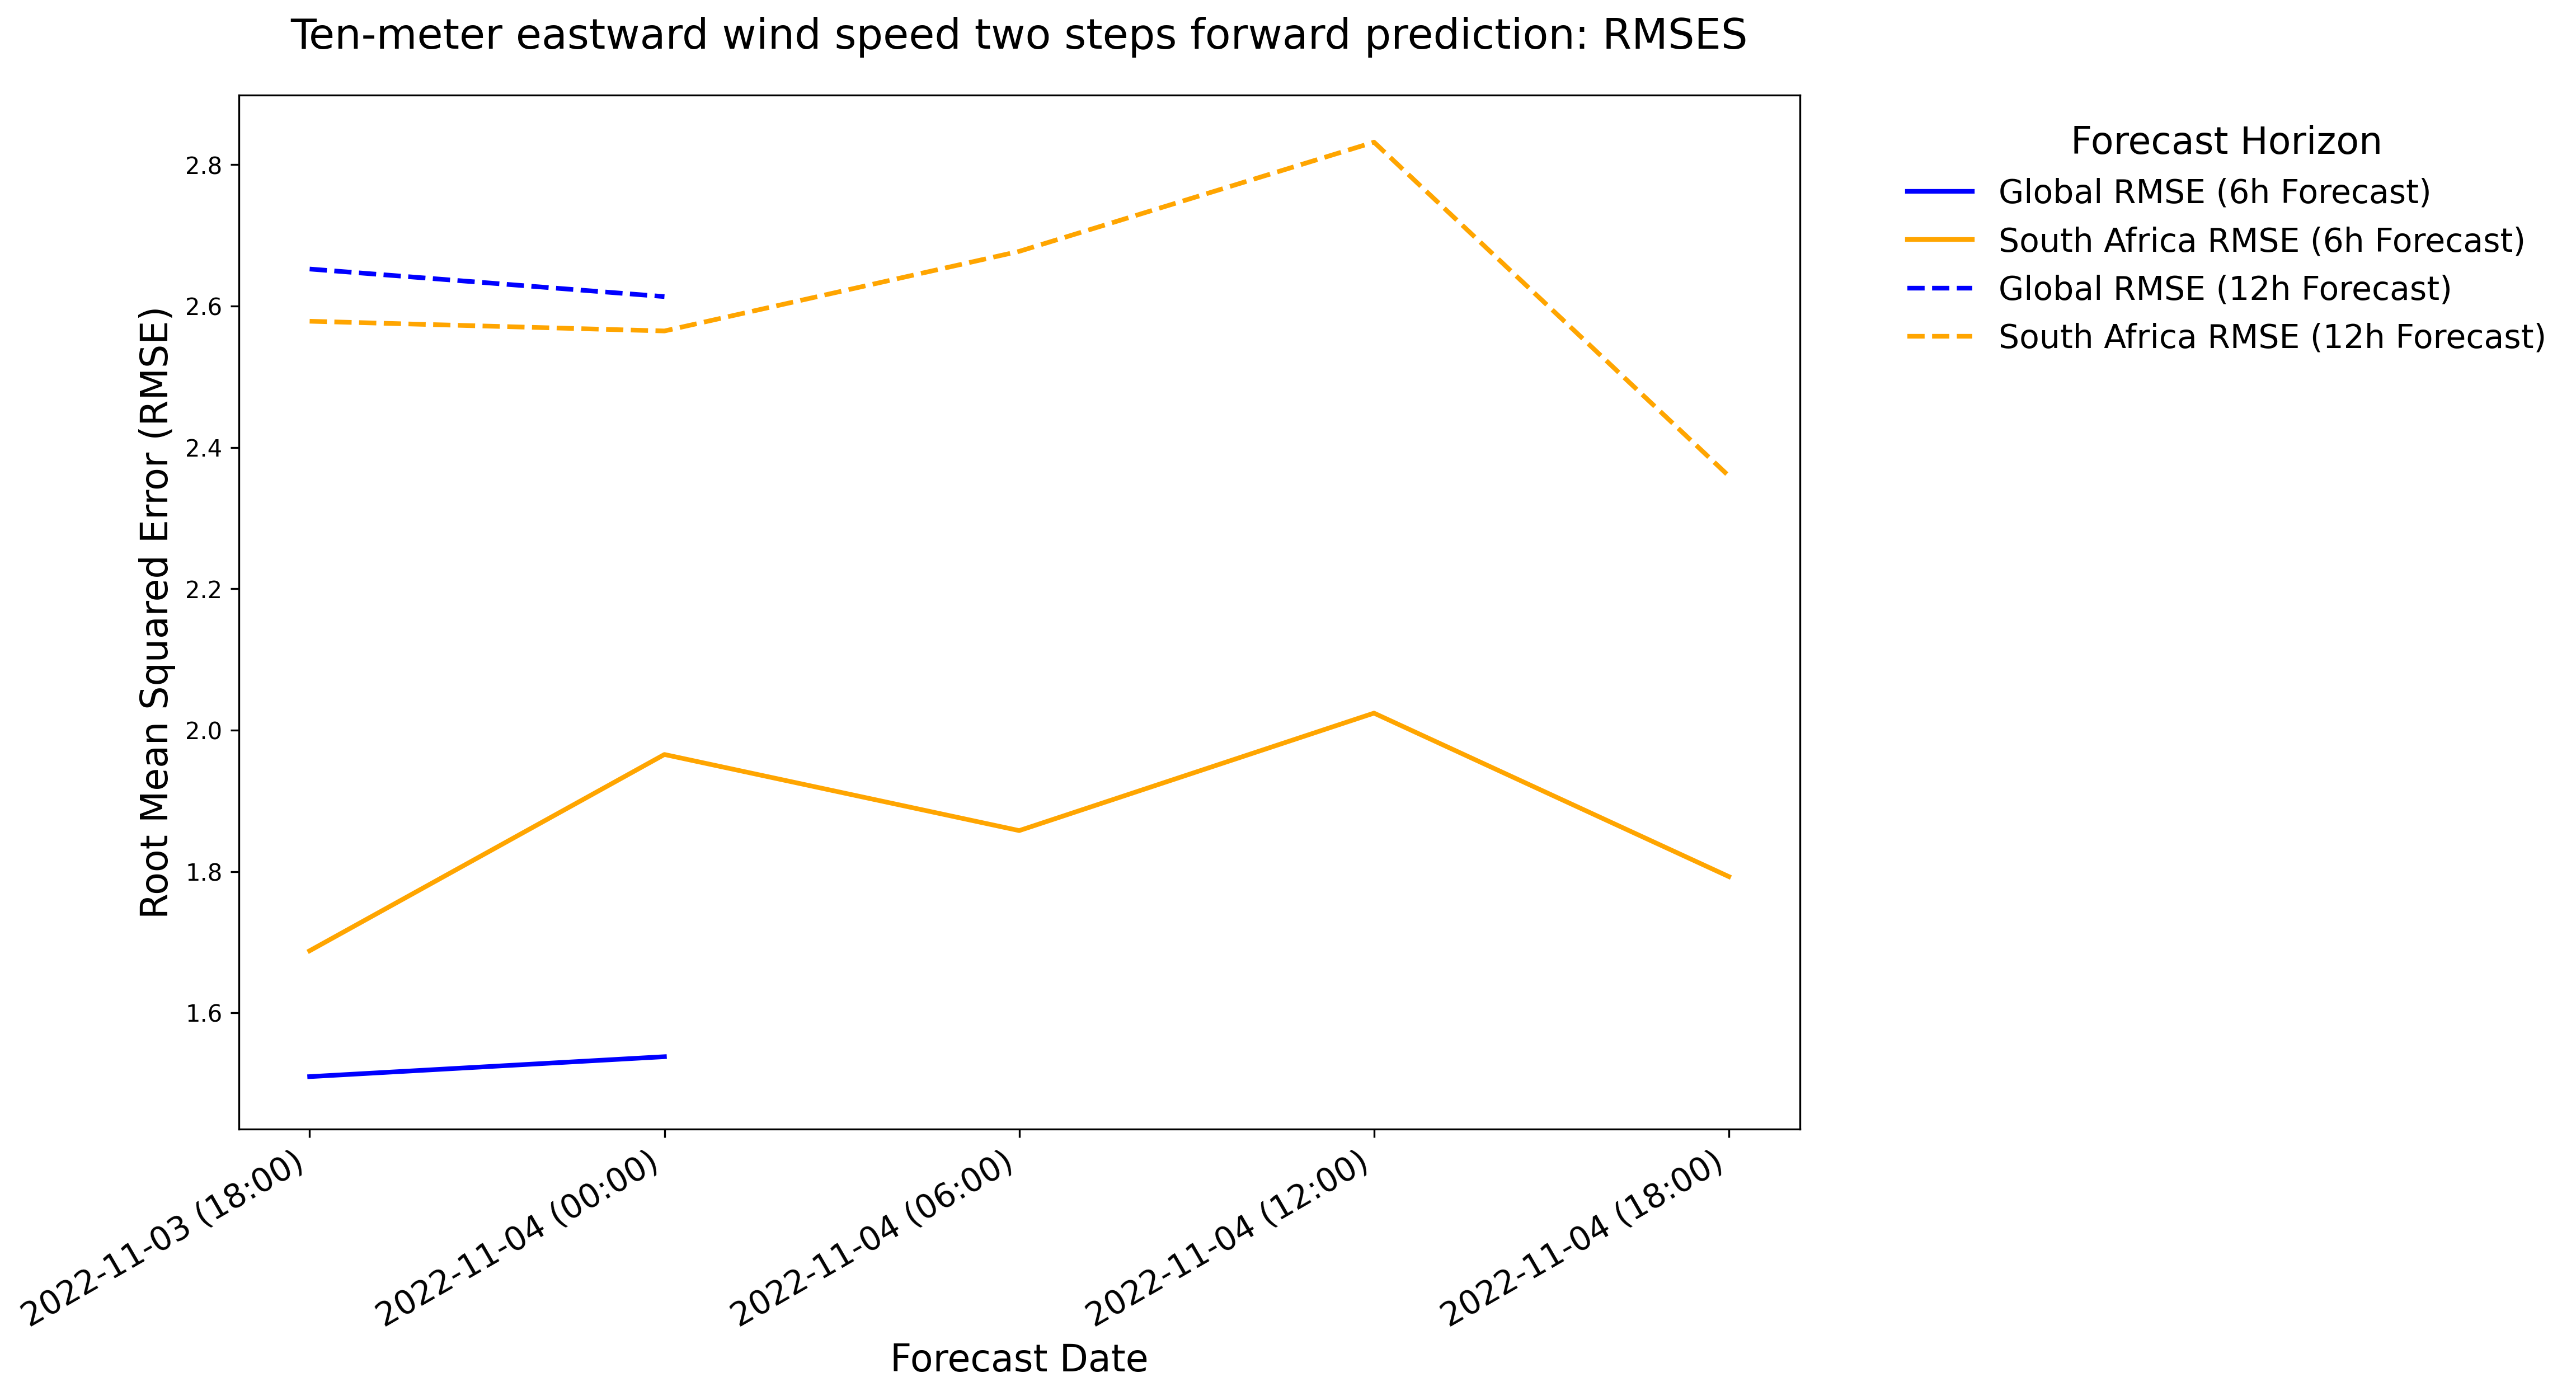 Ten-meter eastward wind speed two steps forward prediction: RMSES
Root Mean Squared Error (RMSE)
2.8
2.6
2.4
2.2
2.0
1.8
1.6
2022-11-03 (18:00)
2022-11-04 (00:00)
2022-11-04 (06:00)
2022-11-04 (12:00)
2022-11-04 (18:00)
Forecast Date
Forecast Horizon
Global RMSE (6h Forecast)
South Africa RMSE (6h Forecast)
Global RMSE (12h Forecast)
South Africa RMSE (12h Forecast)